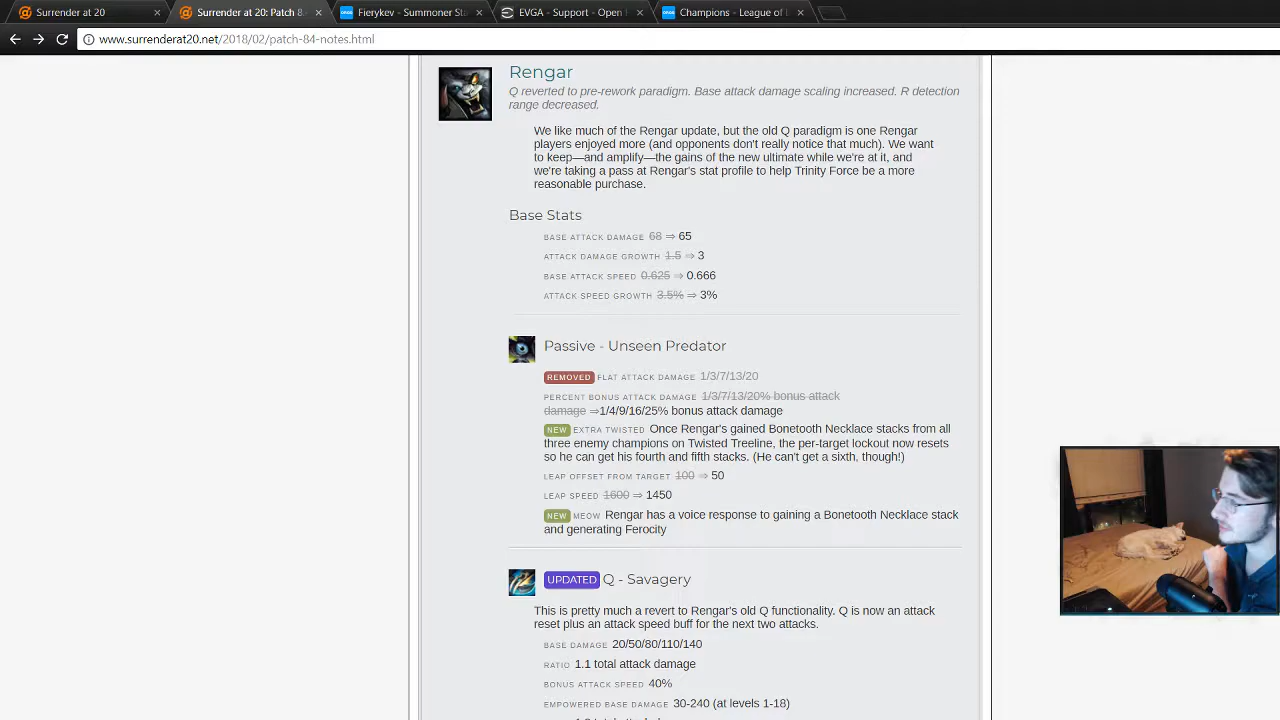 Surrender at 20
Surrender at 20: Patch 8.
Fierykev - Summoner Sta
EVGA - Support - Open
Champions - League of L
www.surrenderat20.net/2018/02/patch-84-notes.html
Rengar
Q reverted to pre-rework paradigm. Base attack damage scaling increased. R detection
range decreased.
We like much of the Rengar update, but the old Q paradigm is one Rengar
players enjoyed more (and opponents don't really notice that much). We want
to keep—and amplify—the gains of the new ultimate while we're at it, and
we're taking a pass at Rengar's stat profile to help Trinity Force be a more
reasonable purchase.
Base Stats
BASE ATTACK DAMAGE 68 ⇒ 65
ATTACK DAMAGE GROWTH 1.5 ⇒ 3
BASE ATTACK SPEED 0.625 ⇒ 0.666
ATTACK SPEED GROWTH 3.5% ⇒ 3%
Passive - Unseen Predator
REMOVED FLAT ATTACK DAMAGE 1/3/7/13/20
PERCENT BONUS ATTACK DAMAGE 1/3/7/13/20% bonus attack
damage ⇒1/4/9/16/25% bonus attack damage
NEW EXTRA TWISTED Once Rengar's gained Bonetooth Necklace stacks from all
three enemy champions on Twisted Treeline, the per-target lockout now resets
so he can get his fourth and fifth stacks. (He can't get a sixth, though!)
LEAP OFFSET FROM TARGET 100 ⇒ 50
LEAP SPEED 1600 ⇒ 1450
NEW MEOW Rengar has a voice response to gaining a Bonetooth Necklace stack
and generating Ferocity
UPDATED Q - Savagery
This is pretty much a revert to Rengar's old Q functionality. Q is now an attack
reset plus an attack speed buff for the next two attacks.
BASE DAMAGE 20/50/80/110/140
RATIO 1.1 total attack damage
BONUS ATTACK SPEED 40%
EMPOWERED BASE DAMAGE 30-240 (at levels 1-18)